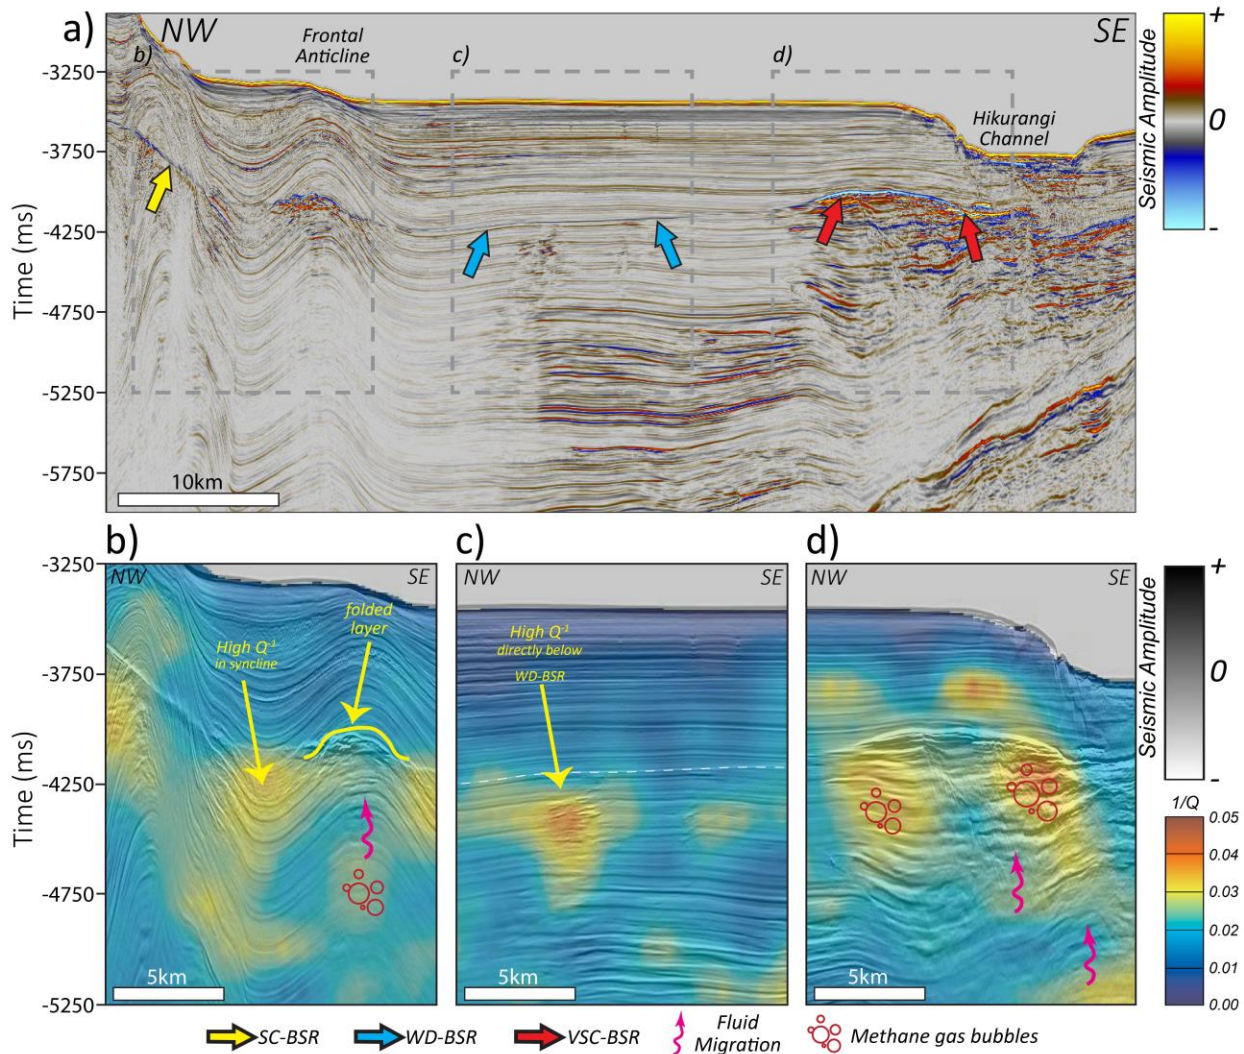 a)
NW
SE
Frontal
Anticline
b)
c)
d)
Hikurangi
Channel
-3250
-3750
-4250
-4750
-5250
-5750
Time (ms)
10km
+
0
-
Seismic Amplitude
b)
c)
d)
NW
SE
NW
SE
NW
SE
-3250
-3750
-4250
-4750
-5250
Time (ms)
folded
layer
High Q⁻¹
in syncline
5km
High Q⁻¹
directly below
WD-BSR
5km
5km
+
0
-
Seismic Amplitude
1/Q
0.05
0.04
0.03
0.02
0.01
0.00
SC-BSR
WD-BSR
VSC-BSR
Fluid
Migration
Methane gas bubbles